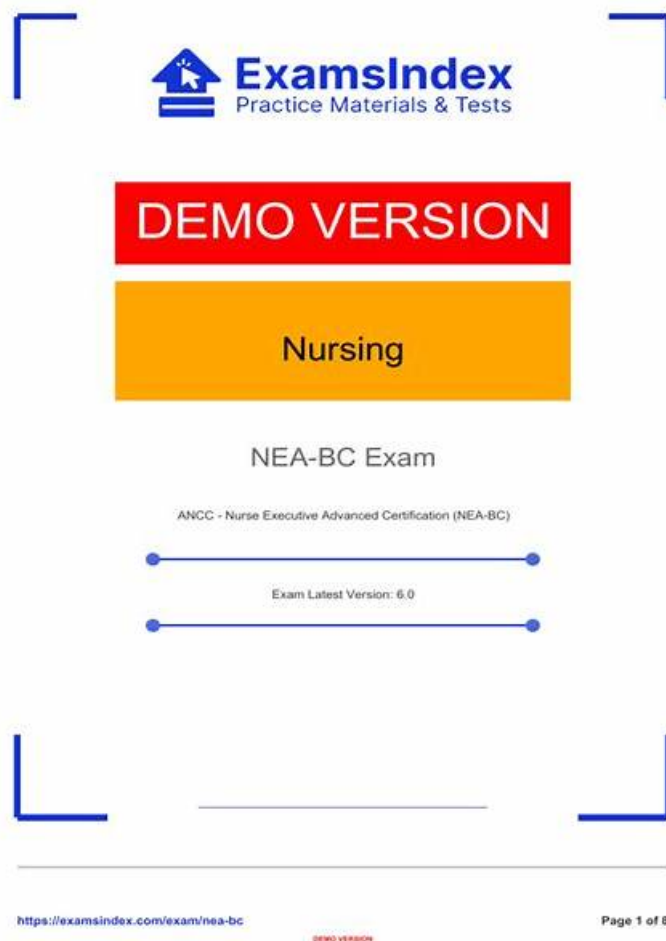 ExamsIndex
Practice Materials & Tests
DEMO VERSION
Nursing
NEA-BC Exam
ANCC - Nurse Executive Advanced Certification (NEA-BC)
Exam Latest Version: 6.0
https://examsindex.com/exam/nea-bc
Page 1 of 8
DEMO VERSION